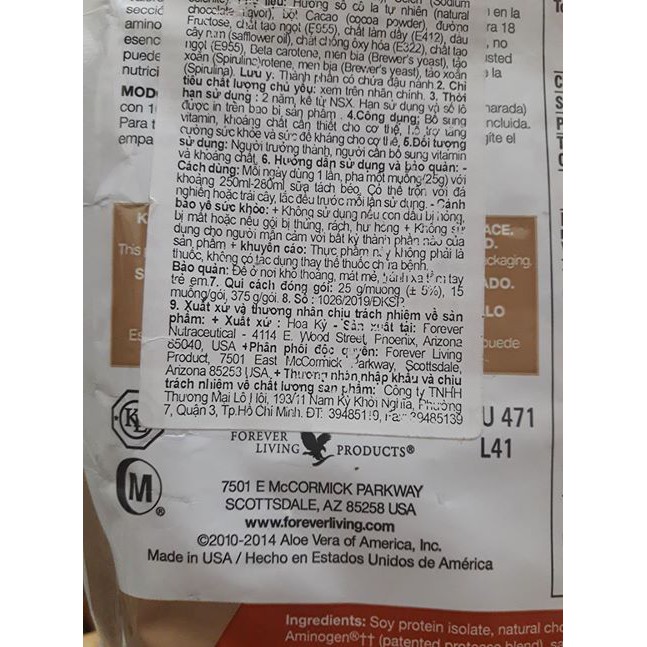 chocolate flavor), bột Cacao (cocoa powder), đường
Fructose, chất tạo ngọt (E955), chất làm dày (E412), dầu
cây rum (safflower oil), chất chống ôxy hóa (E322), chất tạo
ngọt (E955), Beta carotene, men bia (Brewer's yeast), tảo
(Spirulina). Lưu ý: Thành phần có chứa đậu nành 2. Chỉ
tiêu chất lượng chủ yếu: xem trên nhãn chính. 3. Thời
hạn sử dụng : 2 năm, kể từ NSX. Hạn sử dụng và số lô
được in trên bao bì sản phẩm. 4.Công dụng: Bổ sung
vitamin, khoáng chất cần thiết cho cơ thể, hỗ trợ tăng
cường sức khỏe và sức đề kháng cho cơ thể. 5.Đối tượng
sử dụng: Người trưởng thành, người cần bổ sung vitamin
và khoáng chất. 6. Hướng dẫn sử dụng và bảo quản: -
Cách dùng: Mỗi ngày dùng 1 lần, pha một muỗng(25g) với
khoảng 250ml-280ml sữa tách béo. Có thể trộn với đá
nghiền hoặc trái cây, lắc đều trước mỗi lần sử dụng. - Cảnh
báo về sức khỏe: + Không sử dụng nếu con dấu bị hỏng,
bị mất hoặc nếu gói bị thủng, rách, hư hỏng + Không sử
dụng cho người mẫn cảm với bất kỳ thành phần nào của
sản phẩm + khuyến cáo: Thực phẩm này không phải là
thuốc, không có tác dụng thay thế thuốc chữa bệnh.
Bảo quản: Để ở nơi khô thoáng, mát mẻ, tránh xa tầm tay
trẻ em.7. Qui cách đóng gói: 25 g/muỗng (± 5%), 15
muỗng/gói, 375 g/gói. 8. Số : 1026/2019/ĐKSP.
9. Xuất xứ và thương nhân chịu trách nhiệm về sản
phẩm: + Xuất xứ : Hoa Kỳ - Sản xuất tại: Forever
Nutraceutical - 4114 E. Wood Street, Phoenix, Arizona
85040, USA +Phân phối độc quyền: Forever Living
Product, 7501 East McCormick Parkway, Scottsdale,
Arizona 85253 USA. + Thương nhân nhập khẩu và chịu
trách nhiệm về chất lượng sản phẩm: Công ty TNHH
Thương Mại Lô Hội, 193/11 Nam Kỳ Khởi Nghĩa, Phường
7, Quận 3, Tp.Hồ Chí Minh. ĐT: 39485119, Fax: 39485139
U 471
L41
FOREVER
LIVING PRODUCTS®
M®
7501 E McCORMICK PARKWAY
SCOTTSDALE, AZ 85258 USA
www.foreverliving.com
©2010-2014 Aloe Vera of America, Inc.
Made in USA / Hecho en Estados Unidos de América
Ingredients: Soy protein isolate, natural
Aminogen®†† (patented protease blend),